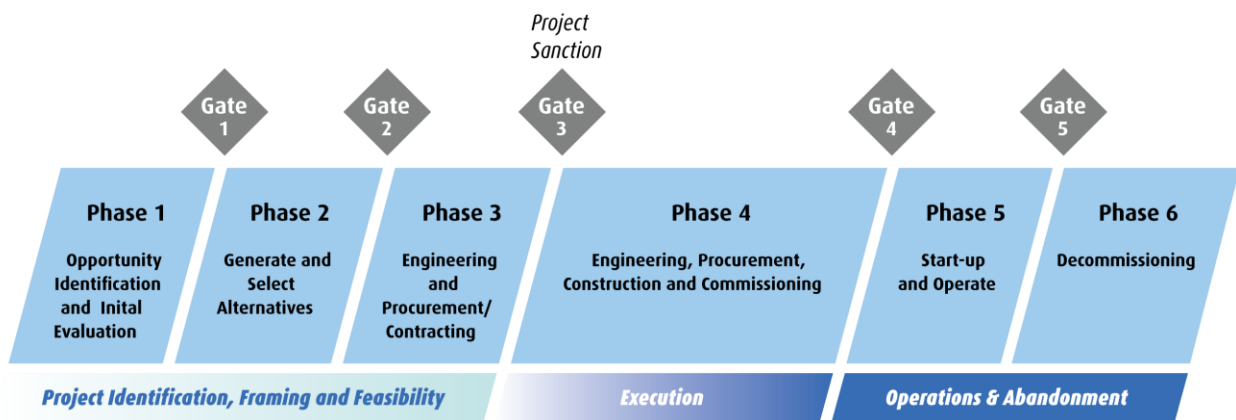 Project
Sanction
Gate
1
Gate
2
Gate
3
Gate
4
Gate
5
Phase 1
Opportunity
Identification
and Inital
Evaluation
Phase 2
Generate and
Select
Alternatives
Phase 3
Engineering
and
Procurement/
Contracting
Phase 4
Engineering, Procurement,
Construction and Commissioning
Phase 5
Start-up
and Operate
Phase 6
Decommissioning
Project Identification, Framing and Feasibility
Execution
Operations & Abandonment